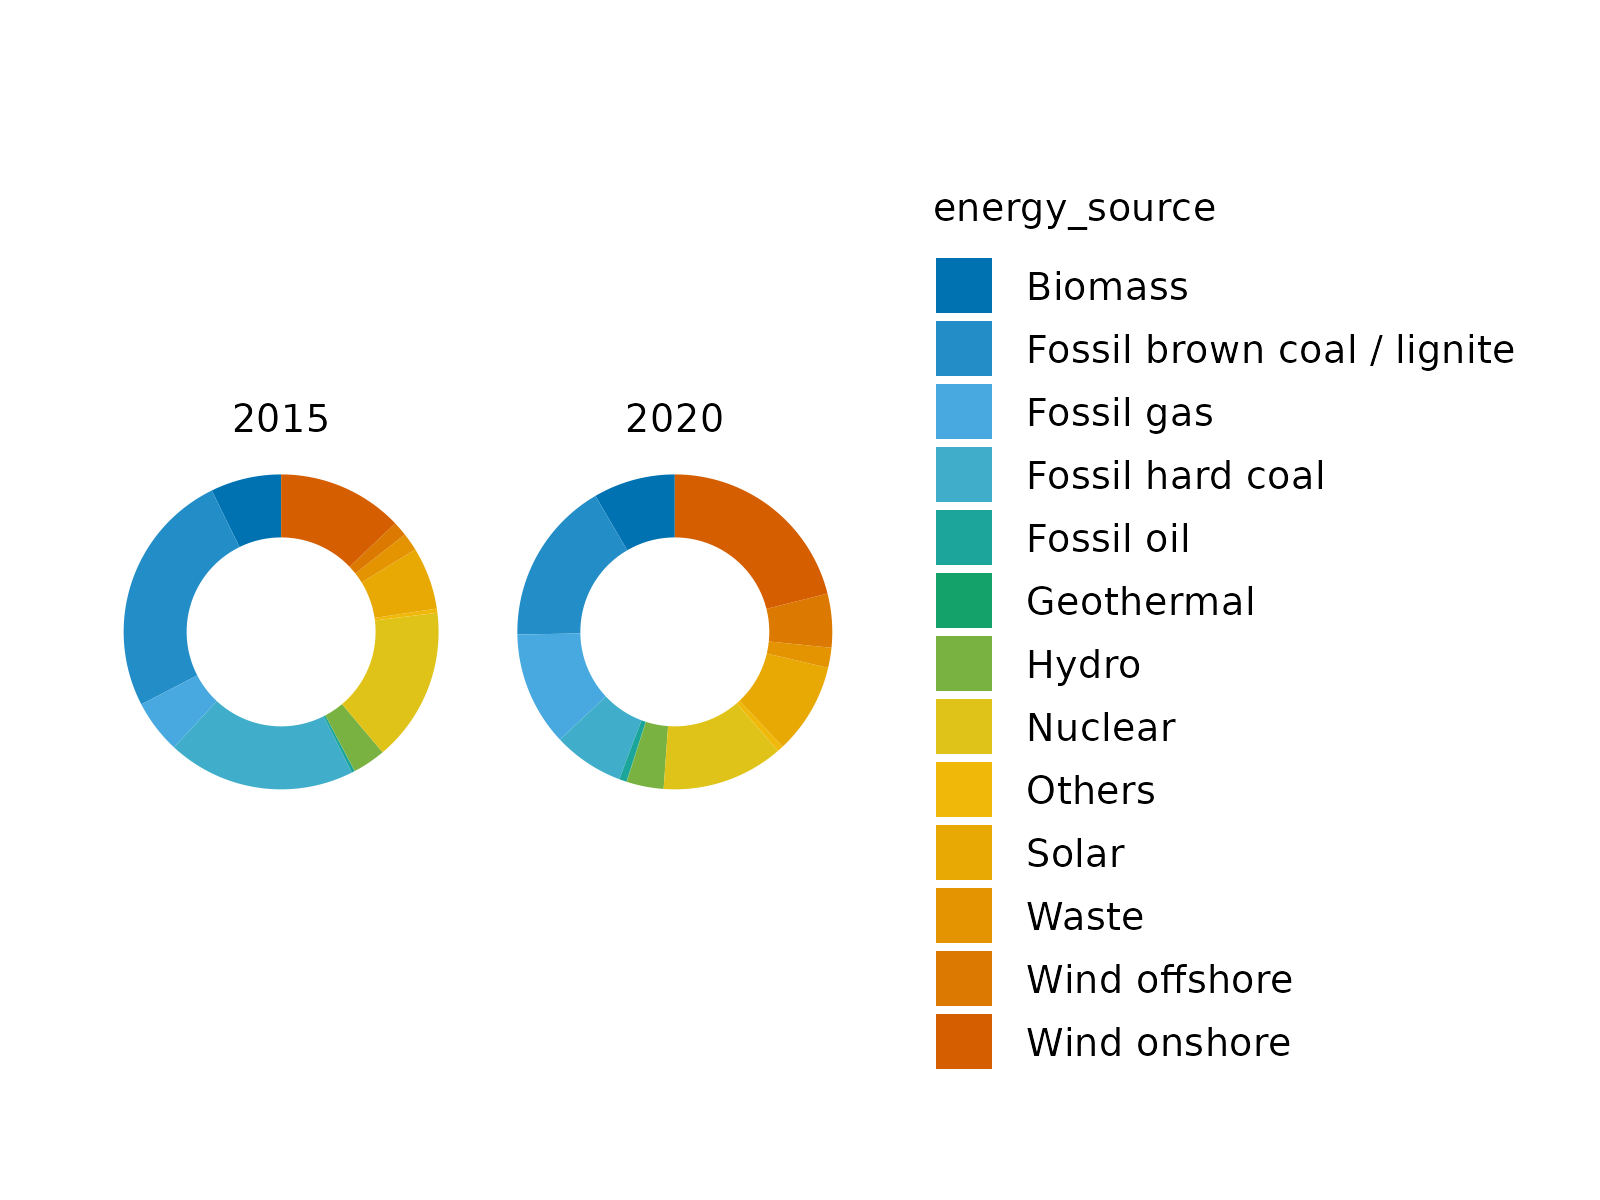 energy_source
Biomass
Fossil brown coal / lignite
Fossil gas
2015
2020
Fossil hard coal
Fossil oil
Geothermal
Hydro
Nuclear
Others
Solar
Waste
Wind offshore
Wind onshore